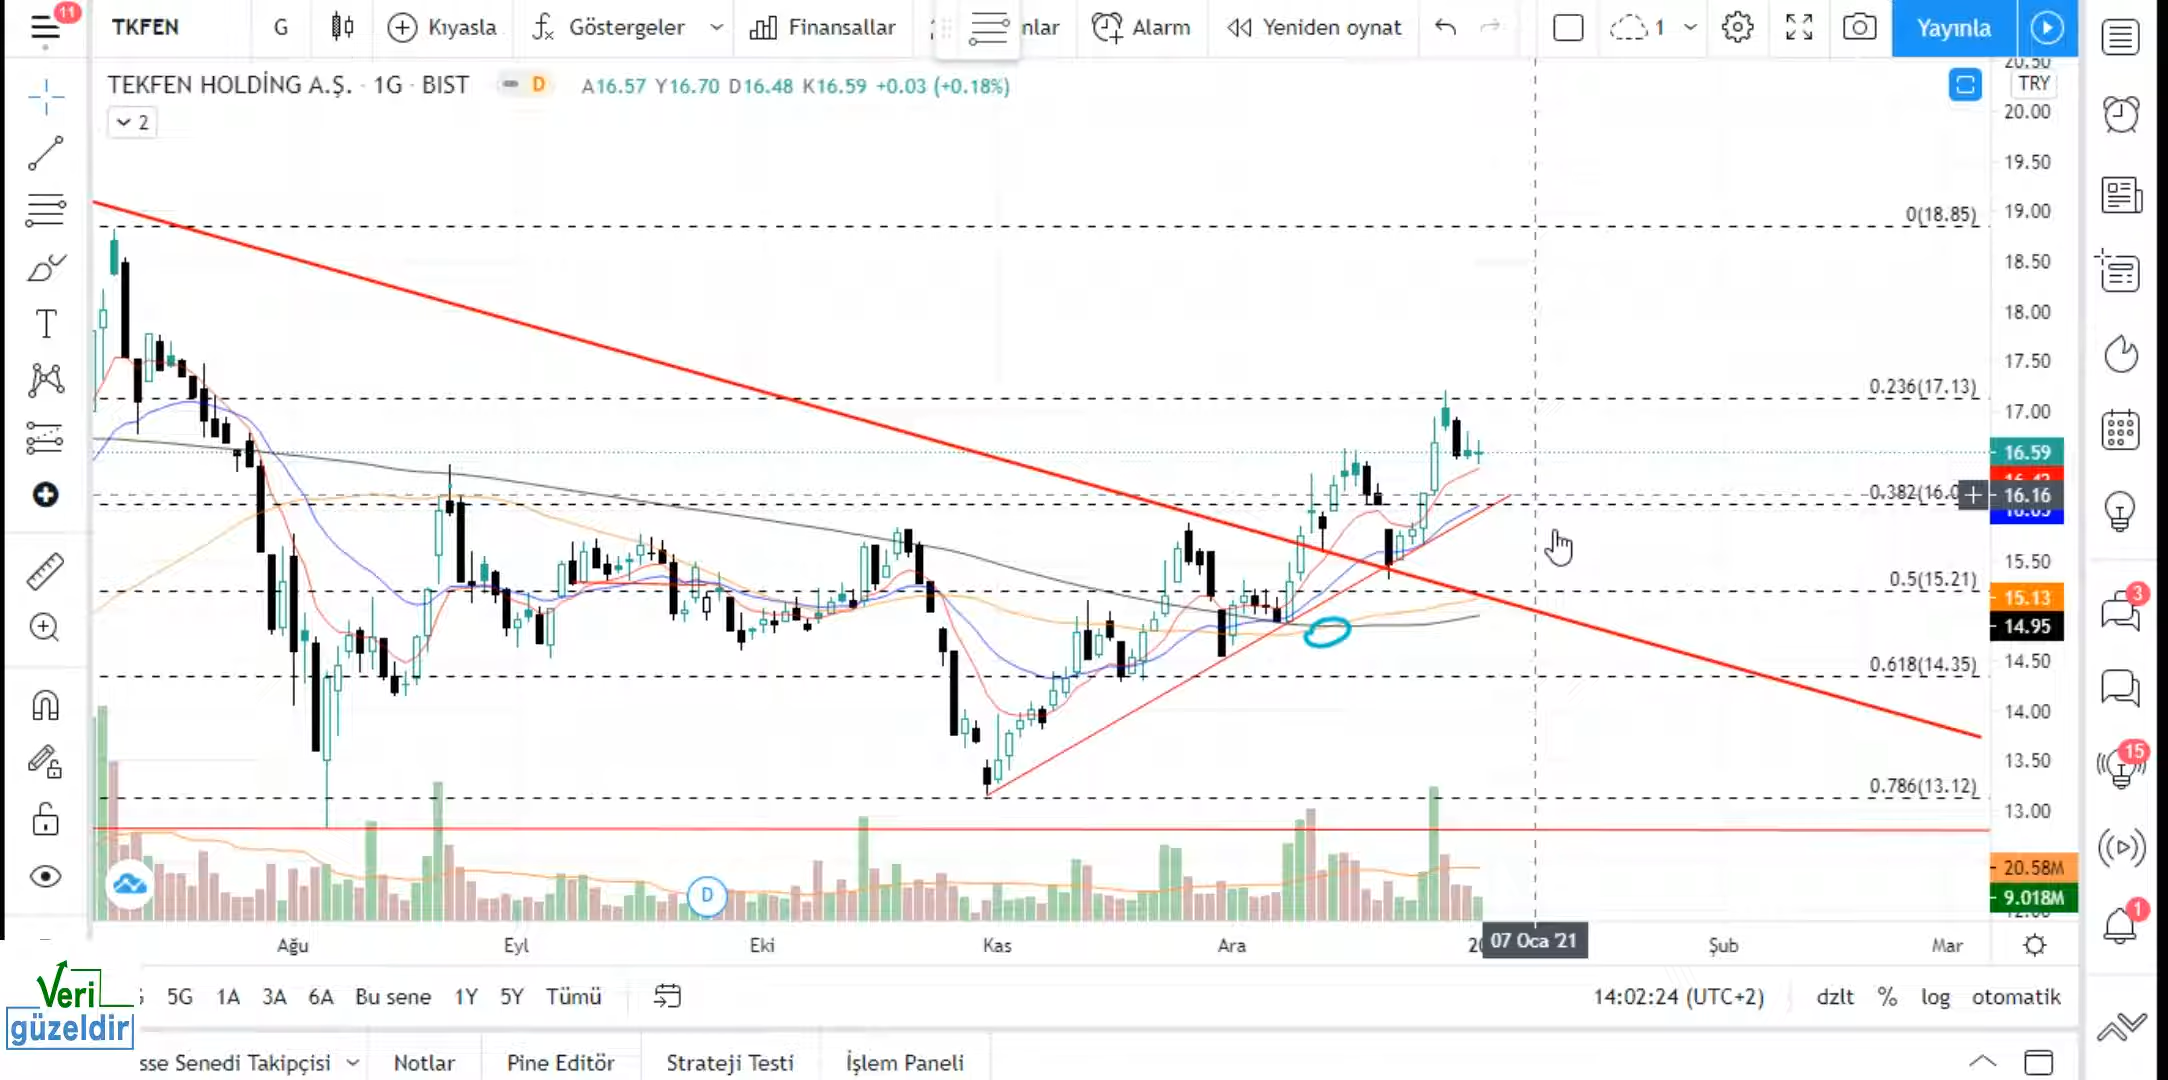 11
TKFEN
G
Kıyasla
Göstergeler
Finansallar
nlar
Alarm
Yeniden oynat
1
Yayınla
TEKFEN HOLDİNG A.Ş. · 1G · BIST
D
A16.57 Y16.70 D16.48 K16.59 +0.03 (+0.18%)
2
TRY
20.50
20.00
19.50
19.00
18.50
18.00
17.50
17.00
16.59
16.16
15.50
15.13
14.95
14.50
14.00
13.50
13.00
20.58M
9.018M
0(18.85)
0.236(17.13)
0.382(16.0
0.5(15.21)
0.618(14.35)
0.786(13.12)
D
Ağu
Eyl
Eki
Kas
Ara
20
07 Oca '21
Şub
Mar
3
15
1
5G
1A
3A
6A
Bu sene
1Y
5Y
Tümü
14:02:24 (UTC+2)
dzlt
%
log
otomatik
Veri
güzeldir
sse Senedi Takipçisi
Notlar
Pine Editör
Strateji Testi
İşlem Paneli